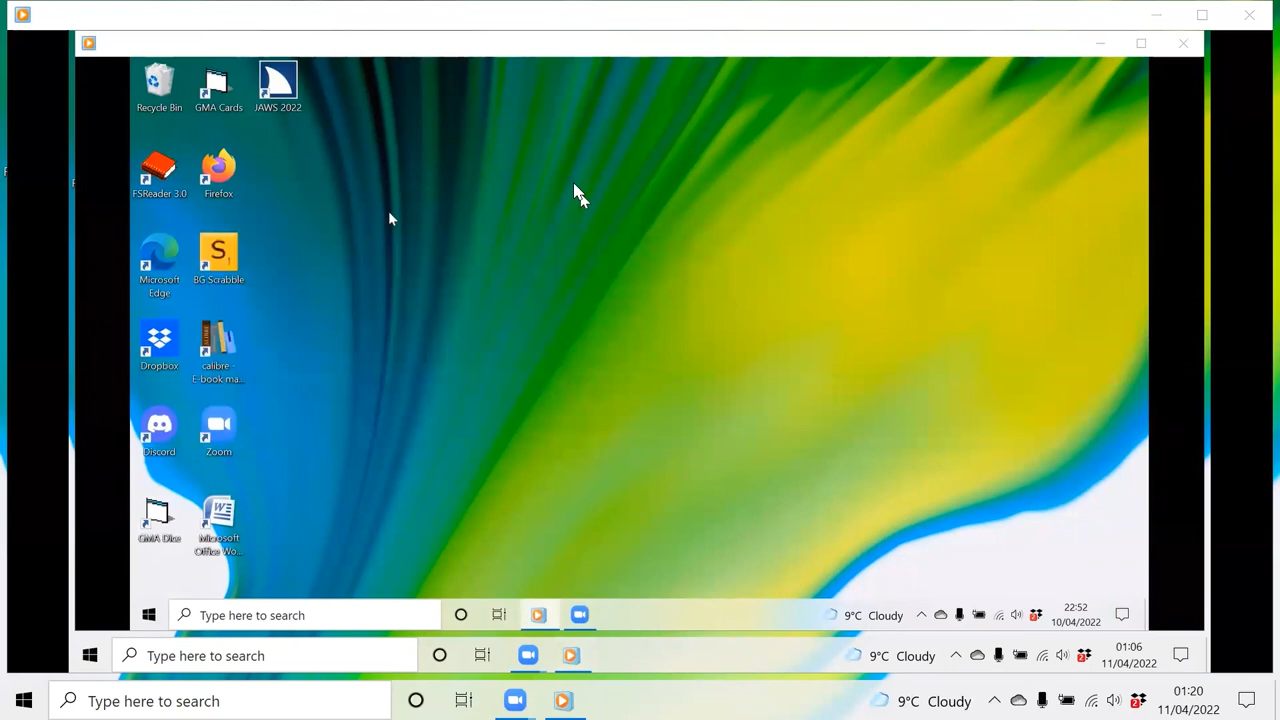 Recycle Bin
GMA Cards
JAWS 2022
FSReader 3.0
Firefox
Microsoft
Edge
S
BG Scrabble
Dropbox
calibre -
E-book ma...
Discord
Zoom
GMA Dice
W
Microsoft
Office Wo...
Type here to search
9°C Cloudy
22:52
10/04/2022
Type here to search
9°C Cloudy
01:06
11/04/2022
Type here to search
9°C Cloudy
01:20
11/04/2022